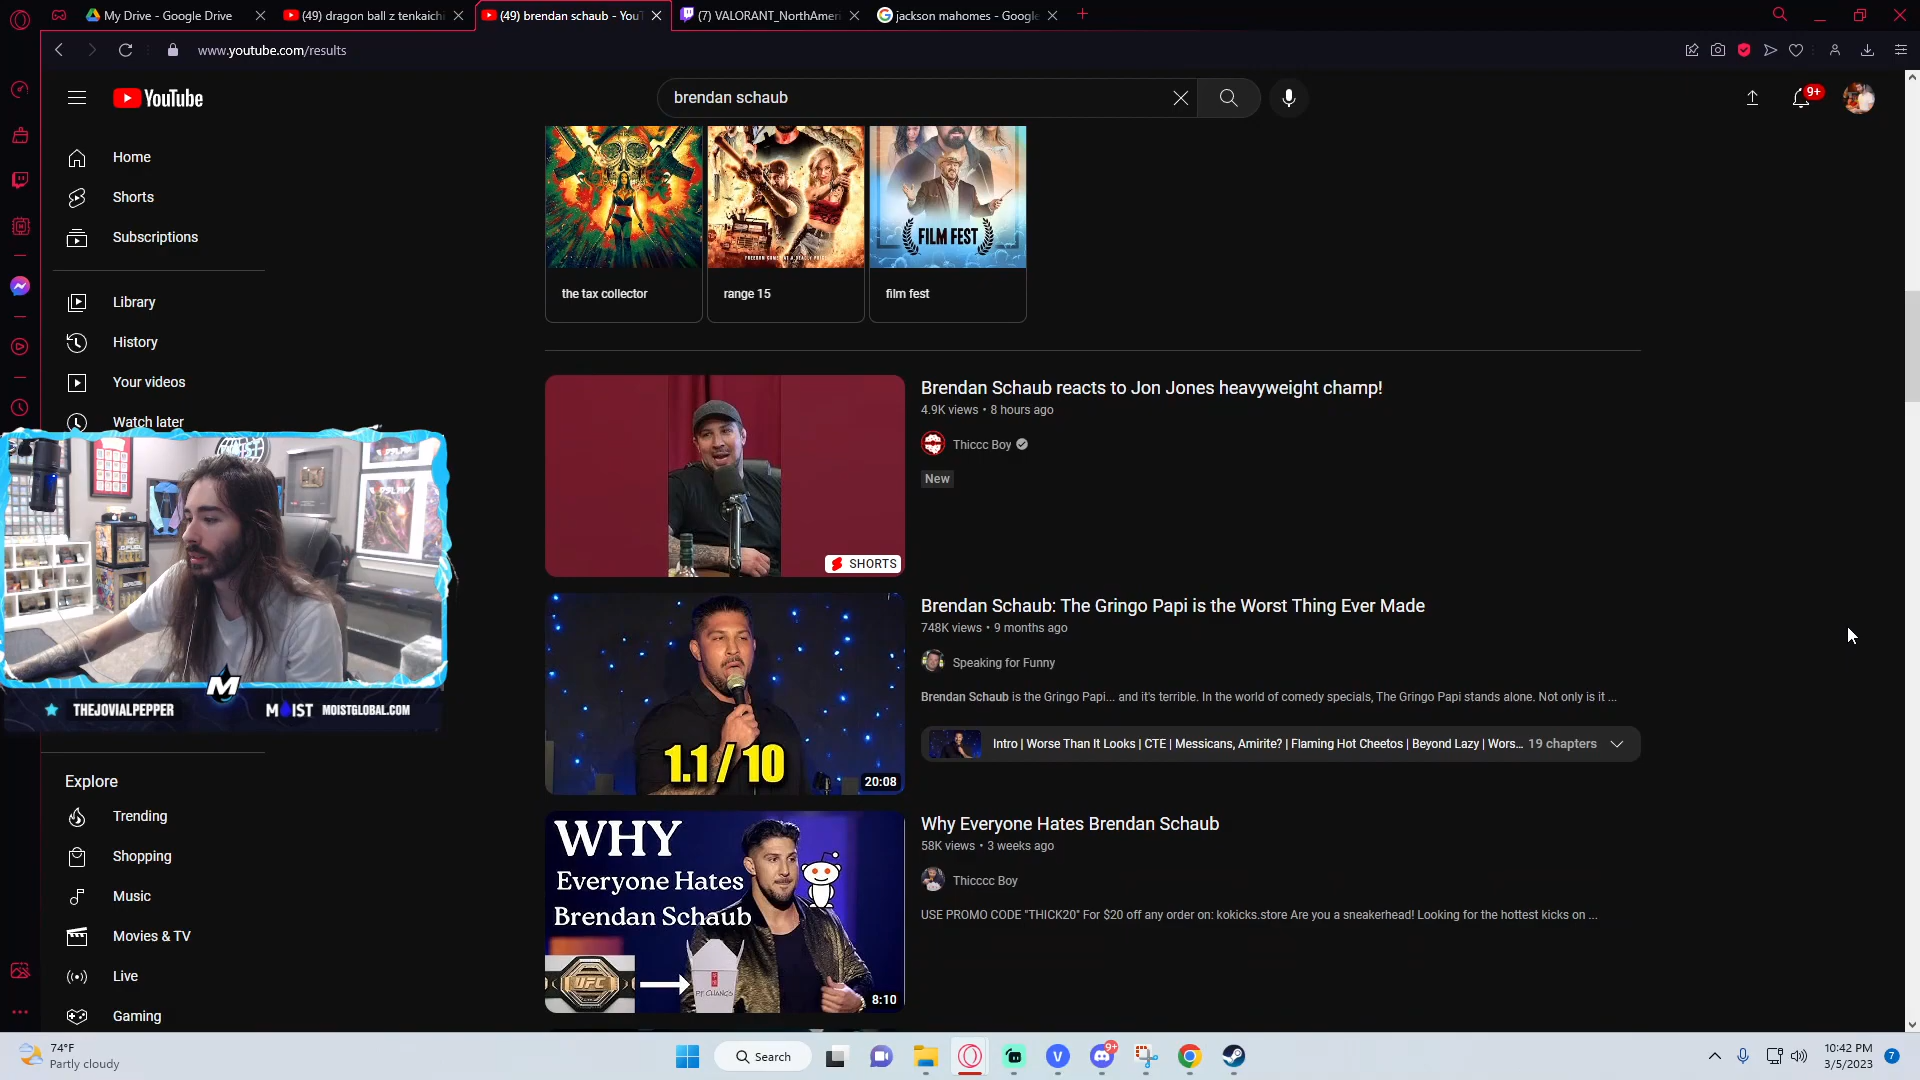 My Drive - Google Drive
(49) dragon ball z tenkaichi
(49) brendan schaub - YouT
(7) VALORANT_NorthAmeri
jackson mahomes - Google
www.youtube.com/results
YouTube
brendan schaub
9+
Home
Shorts
Subscriptions
Library
History
Your videos
Watch later
FILM FEST
the tax collector
range 15
film fest
Brendan Schaub reacts to Jon Jones heavyweight champ!
4.9K views • 8 hours ago
Thiccc Boy
New
SHORTS
Brendan Schaub: The Gringo Papi is the Worst Thing Ever Made
748K views • 9 months ago
Speaking for Funny
Brendan Schaub is the Gringo Papi... and it's terrible. In the world of comedy specials, The Gringo Papi stands alone. Not only is it ...
Intro | Worse Than It Looks | CTE | Messicans, Amirite? | Flaming Hot Cheetos | Beyond Lazy | Wors... 19 chapters
1.1/10
20:08
THEJOVIALPEPPER
MOIST MOISTGLOBAL.COM
Explore
Trending
Shopping
Music
Movies & TV
Live
Gaming
Why Everyone Hates Brendan Schaub
58K views • 3 weeks ago
Thicccc Boy
USE PROMO CODE "THICK20" For $20 off any order on: kokicks.store Are you a sneakerhead! Looking for the hottest kicks on ...
WHY
Everyone Hates
Brendan Schaub
UFC
P.F. CHANG'S
8:10
74°F
Partly cloudy
Search
9+
10:42 PM
3/5/2023
7